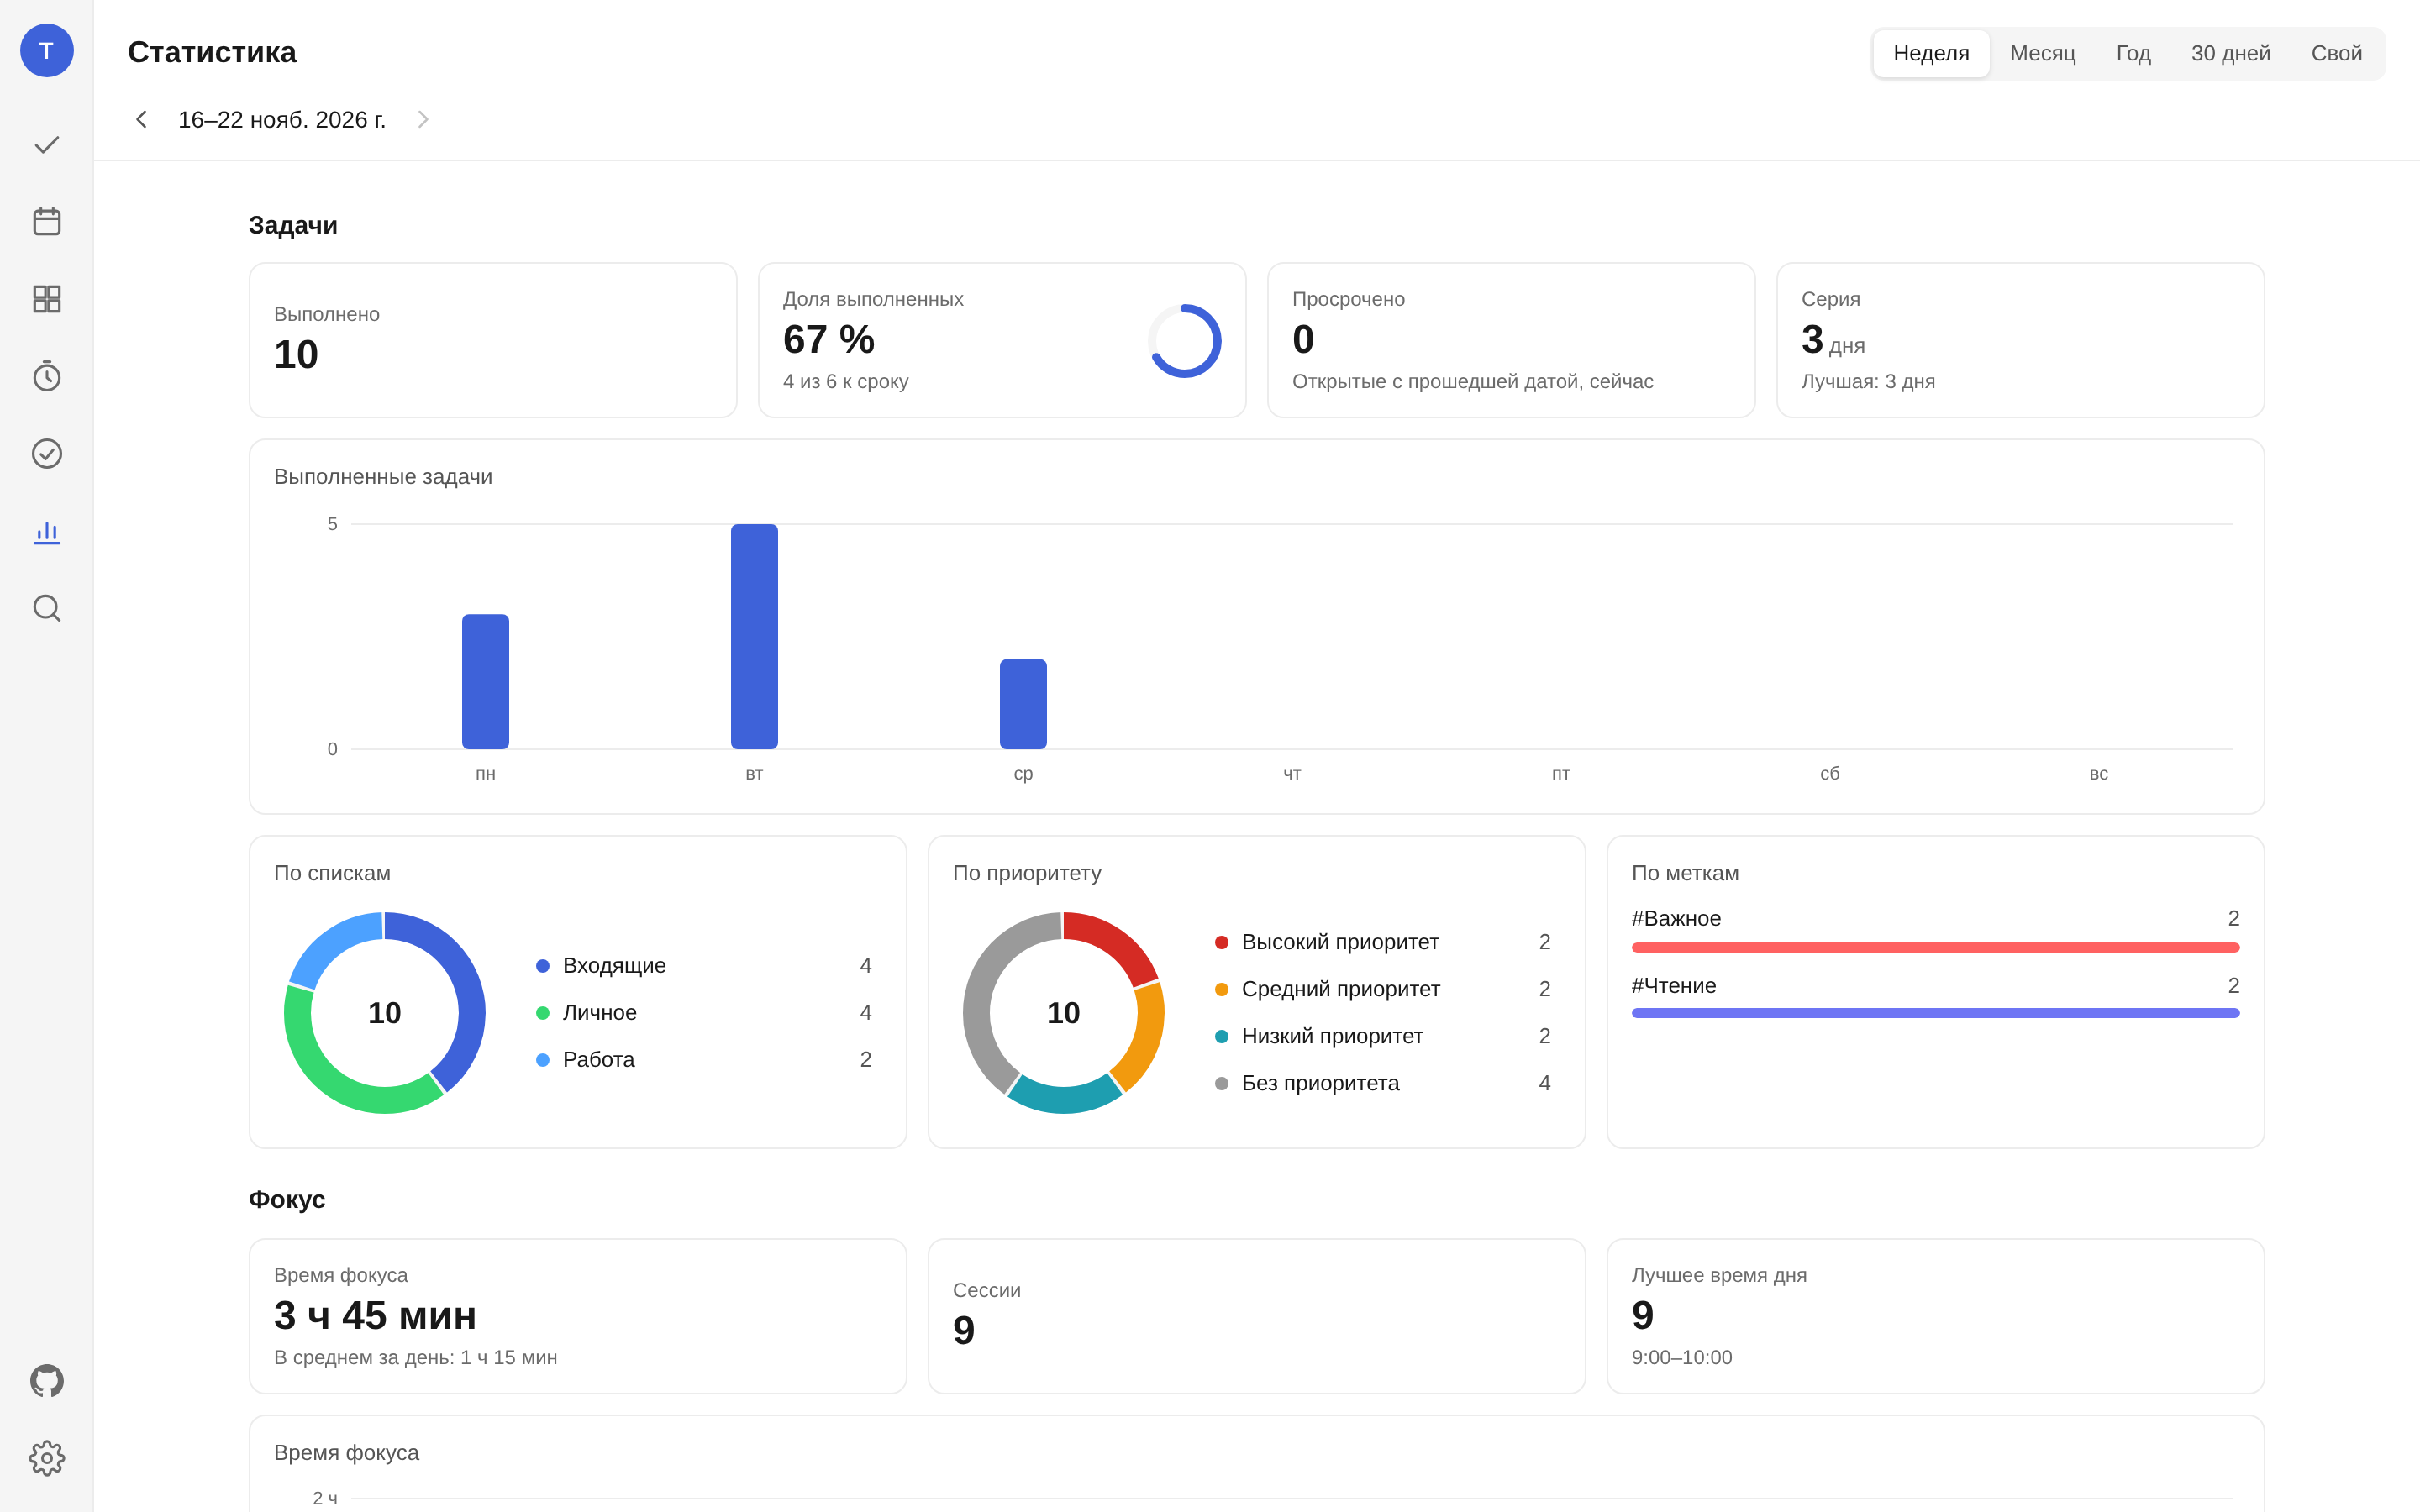 T
Статистика
Неделя Месяц Год 30 дней Свой
16–22 нояб. 2026 г.
Задачи
Выполнено
10
Доля выполненных
67 %
4 из 6 к сроку
Просрочено
0
Открытые с прошедшей датой, сейчас
Серия
3 дня
Лучшая: 3 дня
Выполненные задачи
5
0
пн вт ср чт пт сб вс
По спискам
10
Входящие 4
Личное 4
Работа 2
По приоритету
10
Высокий приоритет 2
Средний приоритет 2
Низкий приоритет 2
Без приоритета 4
По меткам
#Важное 2
#Чтение 2
Фокус
Время фокуса
3 ч 45 мин
В среднем за день: 1 ч 15 мин
Сессии
9
Лучшее время дня
9
9:00–10:00
Время фокуса
2 ч